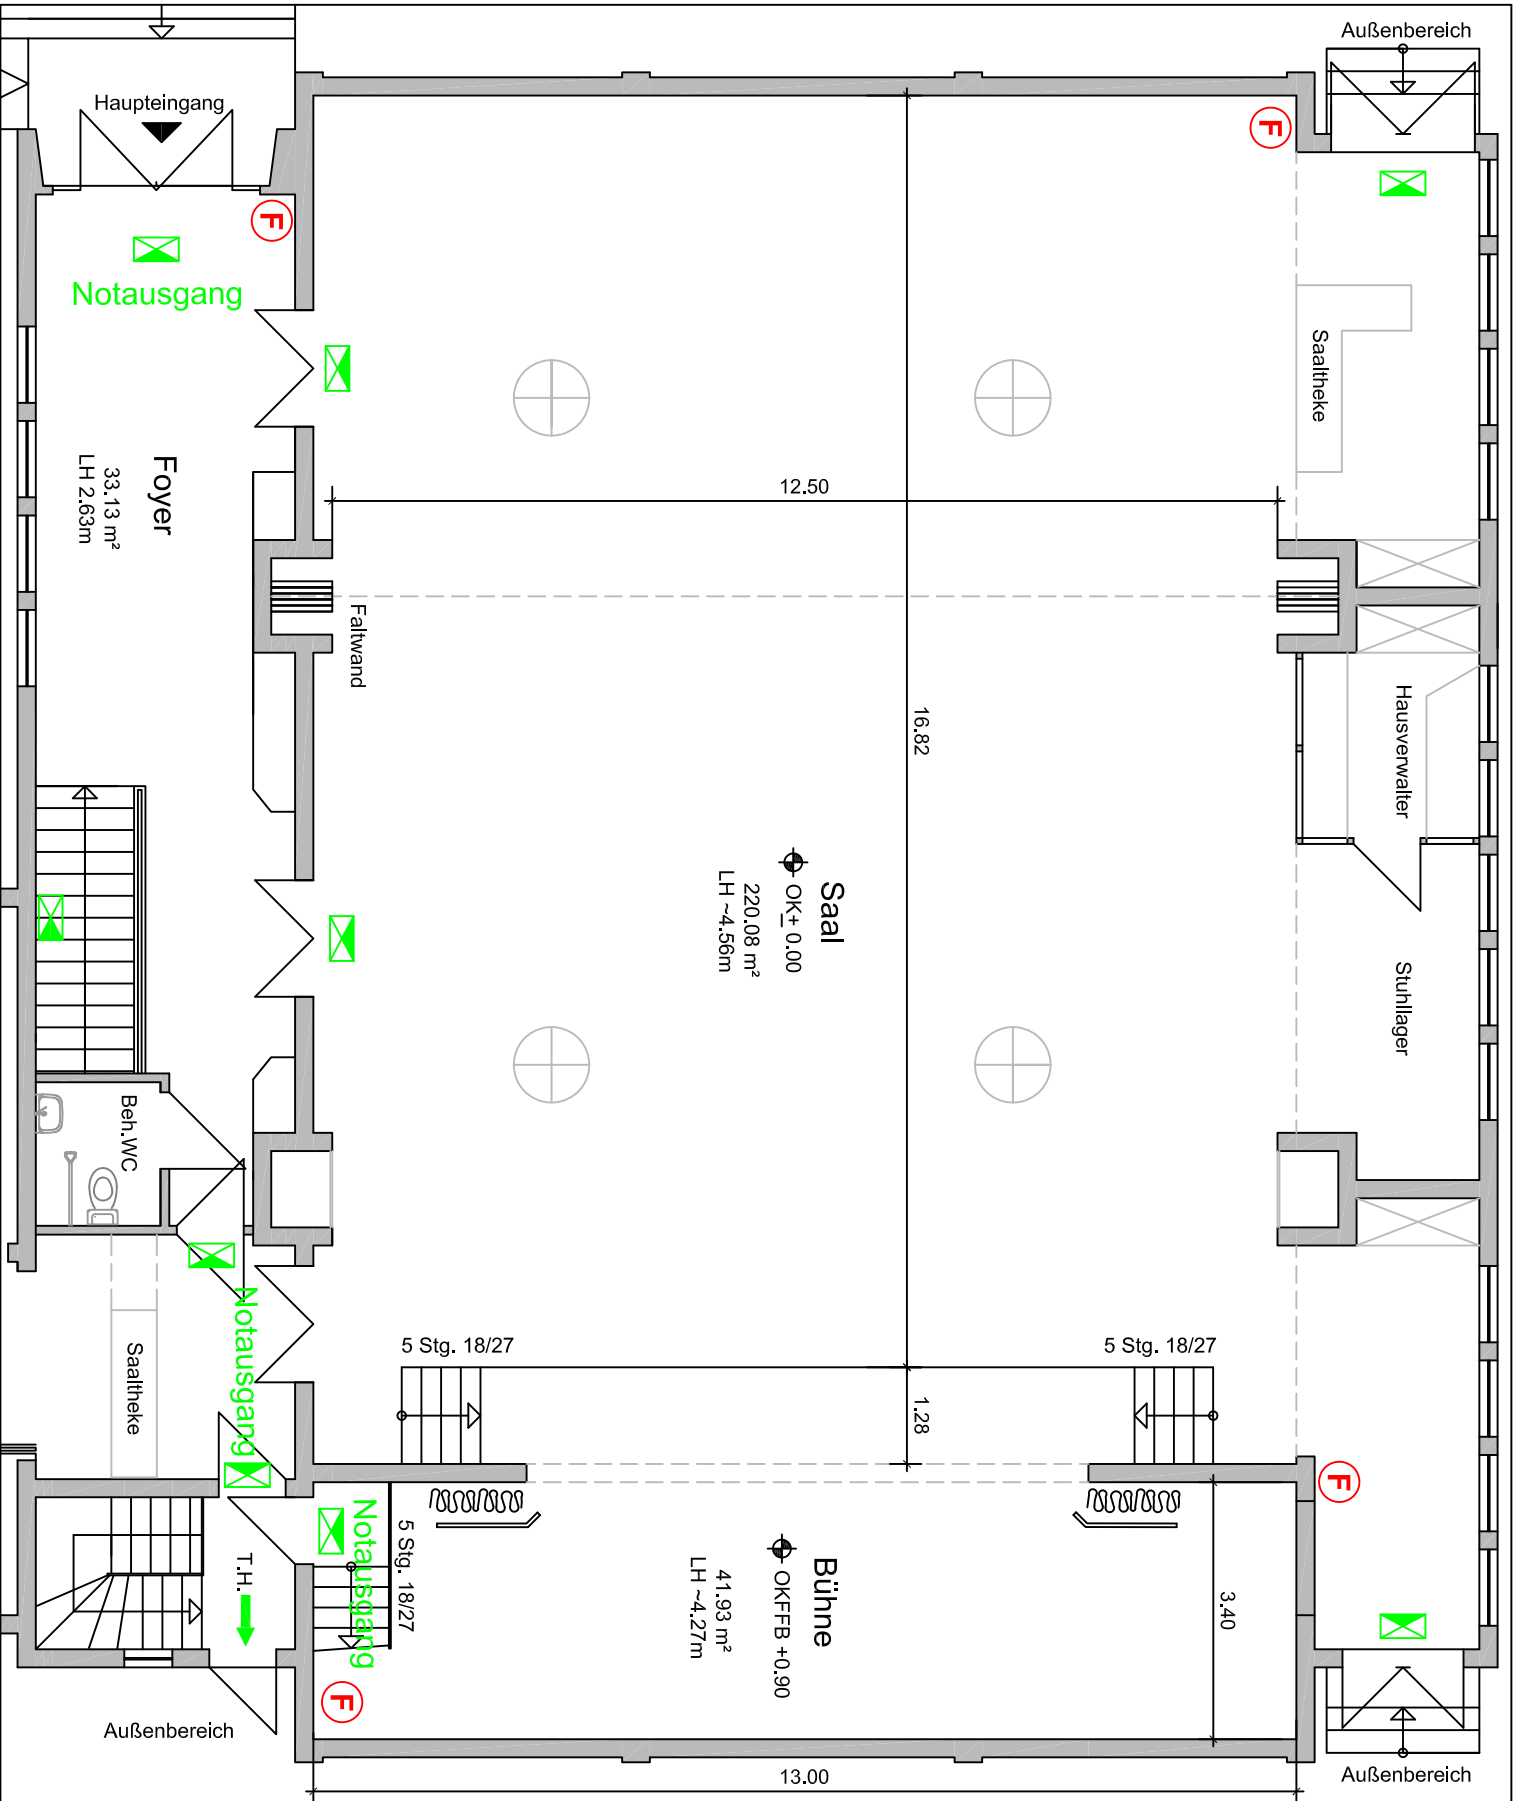 Außenbereich
Haupteingang
F
F
Notausgang
Saaltheke
Foyer
33.13 m²
LH 2.63m
12.50
Faltwand
Hausverwalter
16.82
Saal
OK± 0.00
220.08 m²
LH ~4.56m
Stuhllager
Beh.WC
Notausgang
Saaltheke
5 Stg. 18/27
5 Stg. 18/27
1.28
F
Notausgang
5 Stg. 18/27
T.H.
Bühne
OKFFB +0.90
41.93 m²
LH ~4.27m
3.40
F
Außenbereich
13.00
Außenbereich